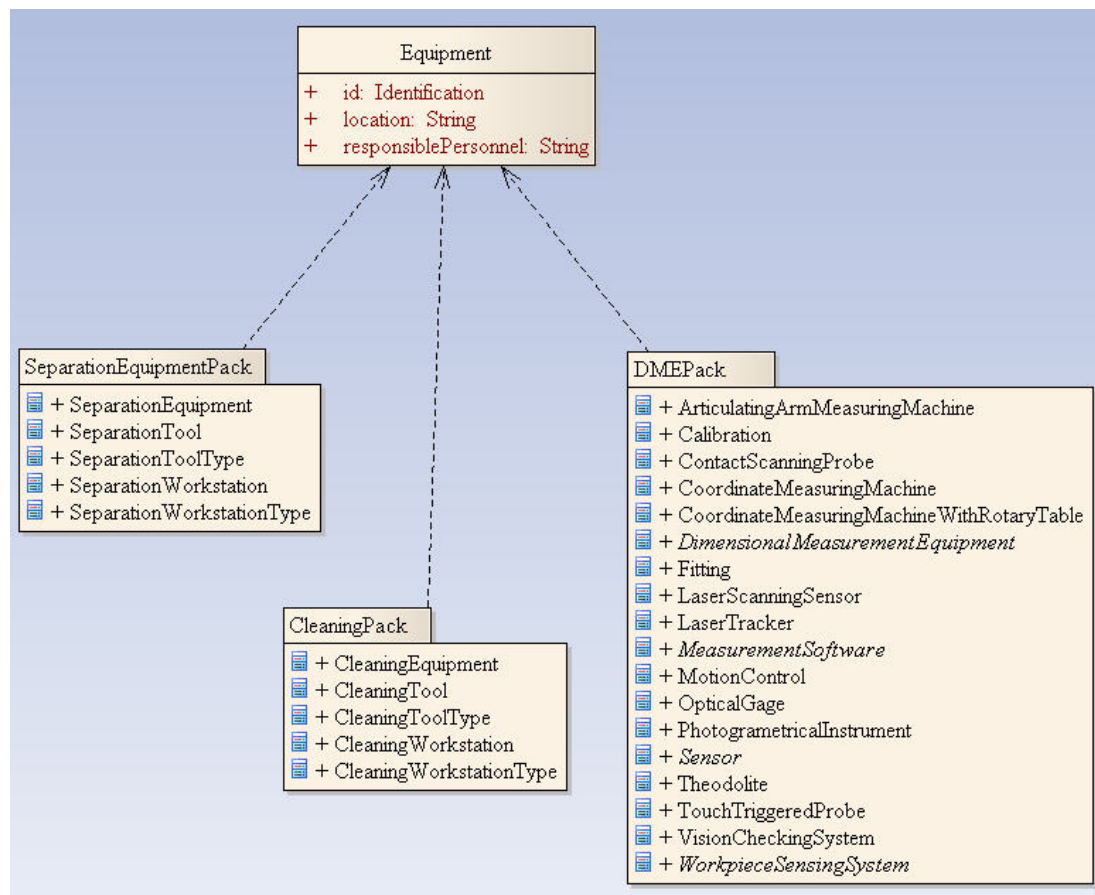 Equipment
+ id: Identification
+ location: String
+ responsiblePersonnel: String
SeparationEquipmentPack
+ SeparationEquipment
+ SeparationTool
+ SeparationToolType
+ SeparationWorkstation
+ SeparationWorkstationType
CleaningPack
+ CleaningEquipment
+ CleaningTool
+ CleaningToolType
+ CleaningWorkstation
+ CleaningWorkstationType
DMEPack
+ ArticulatingArmMeasuringMachine
+ Calibration
+ ContactScanningProbe
+ CoordinateMeasuringMachine
+ CoordinateMeasuringMachineWithRotaryTable
+ DimensionalMeasurementEquipment
+ Fitting
+ LaserScanningSensor
+ LaserTracker
+ MeasurementSoftware
+ MotionControl
+ OpticalGage
+ PhotogrametricalInstrument
+ Sensor
+ Theodolite
+ TouchTriggeredProbe
+ VisionCheckingSystem
+ WorkpieceSensingSystem